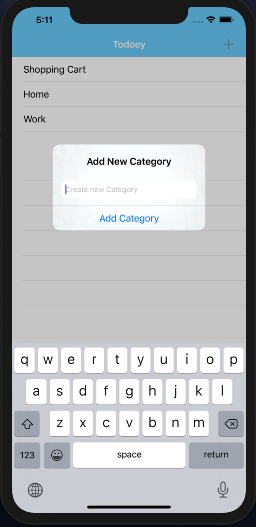 5:11
Todoey
Shopping Cart
Home
Work
Add New Category
Create new Category
Add Category
q w e r t y u i o p
a s d f g h j k l
z x c v b n m
123 space return